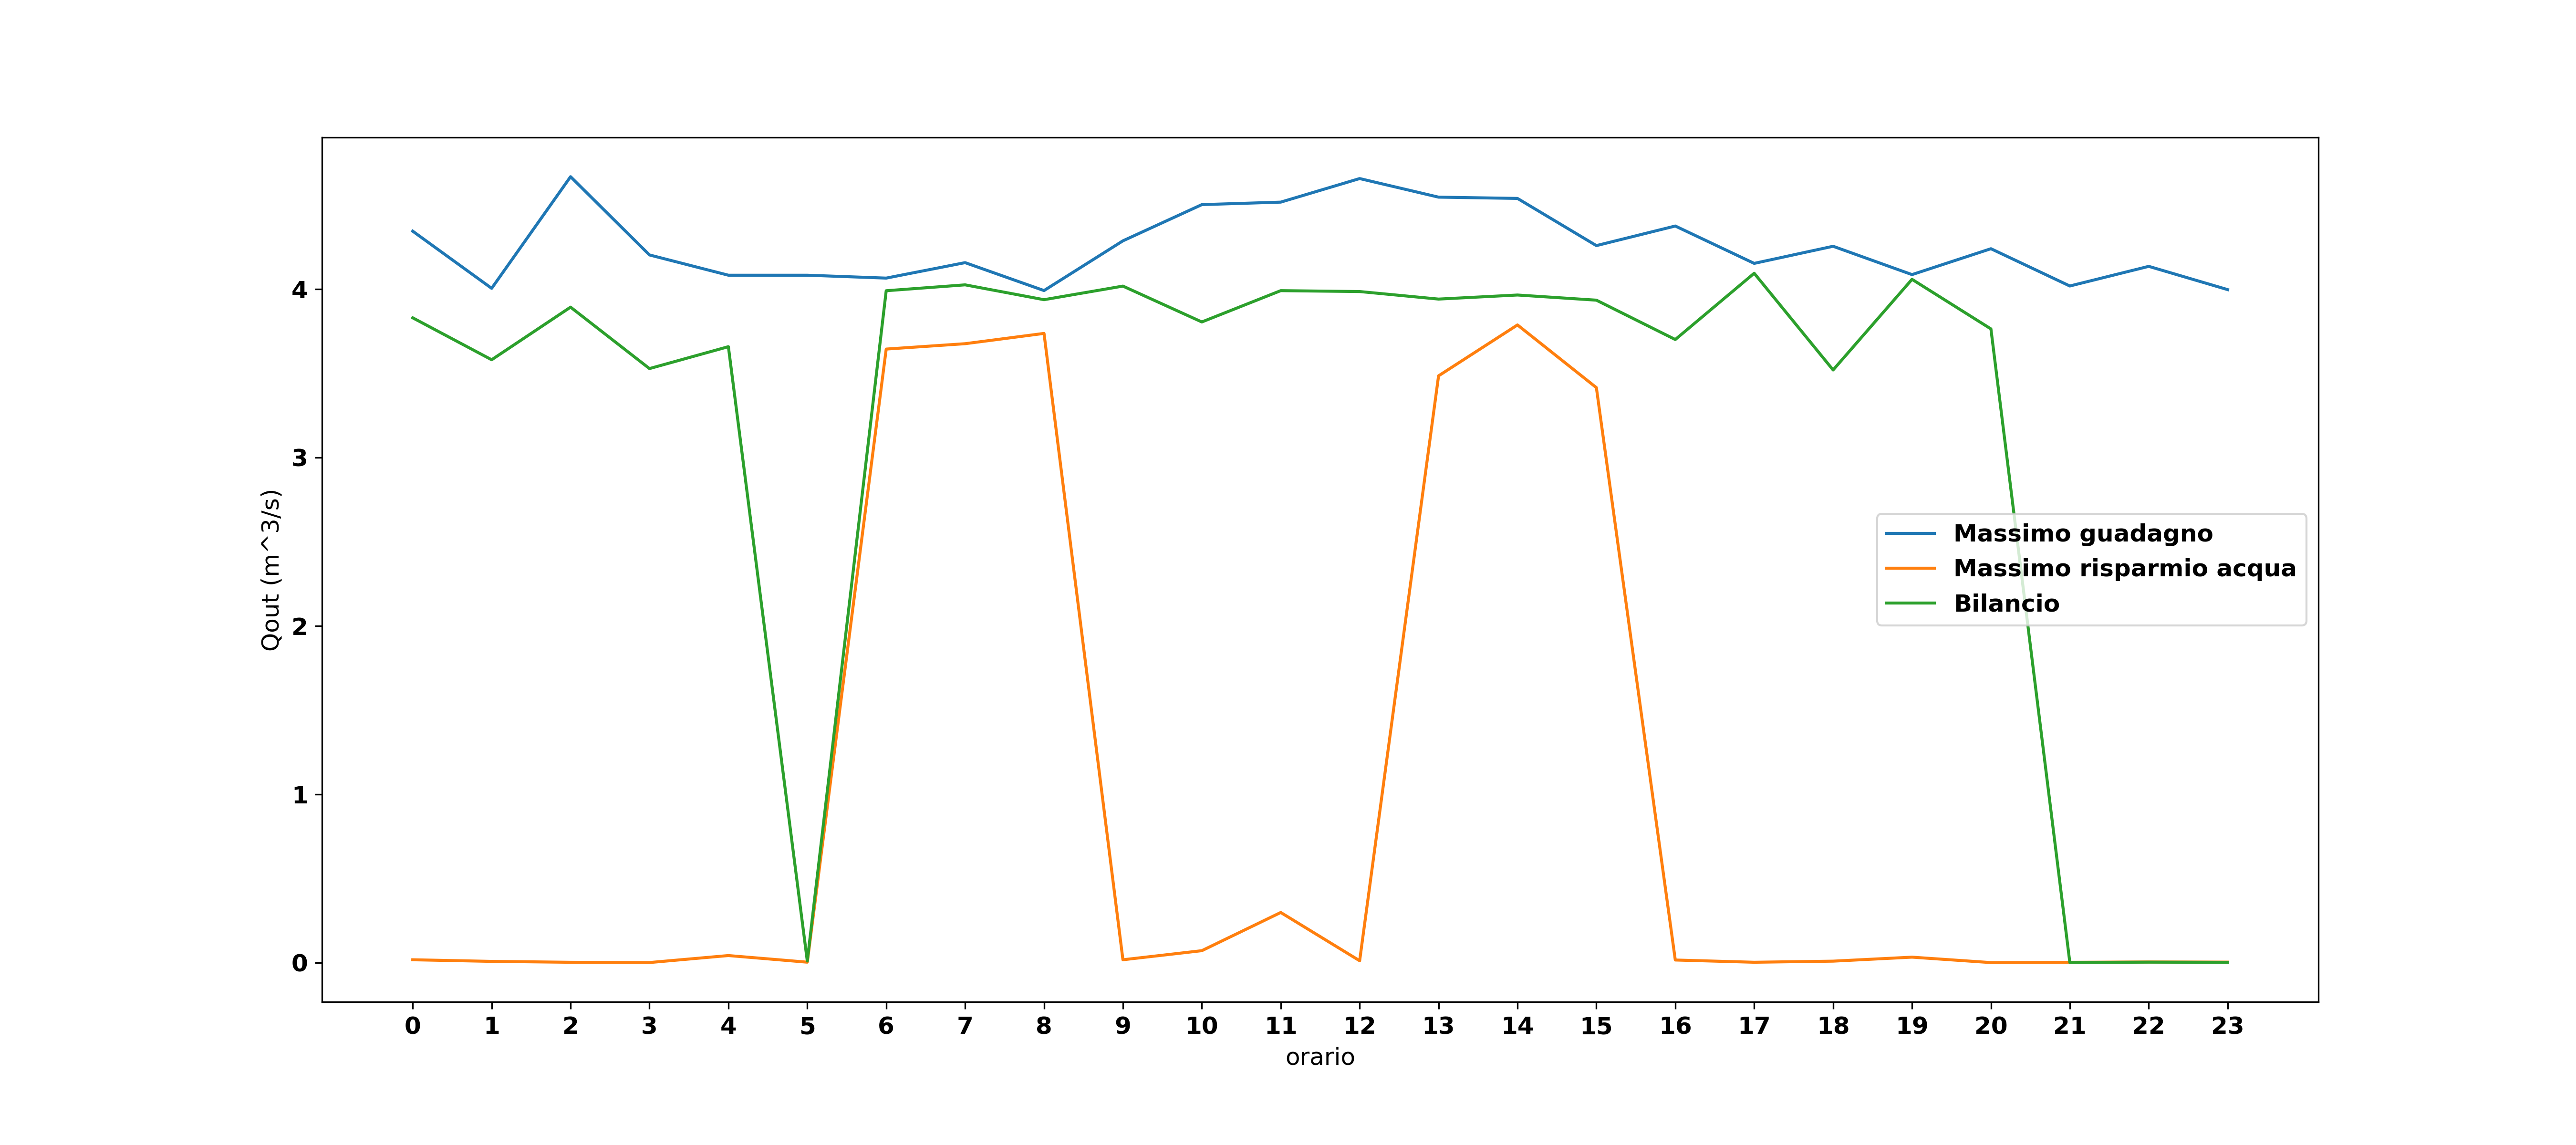 4
3
2
1
0
Qout (m^3/s)
Massimo guadagno
Massimo risparmio acqua
Bilancio
0 1 2 3 4 5 6 7 8 9 10 11 12 13 14 15 16 17 18 19 20 21 22 23
orario